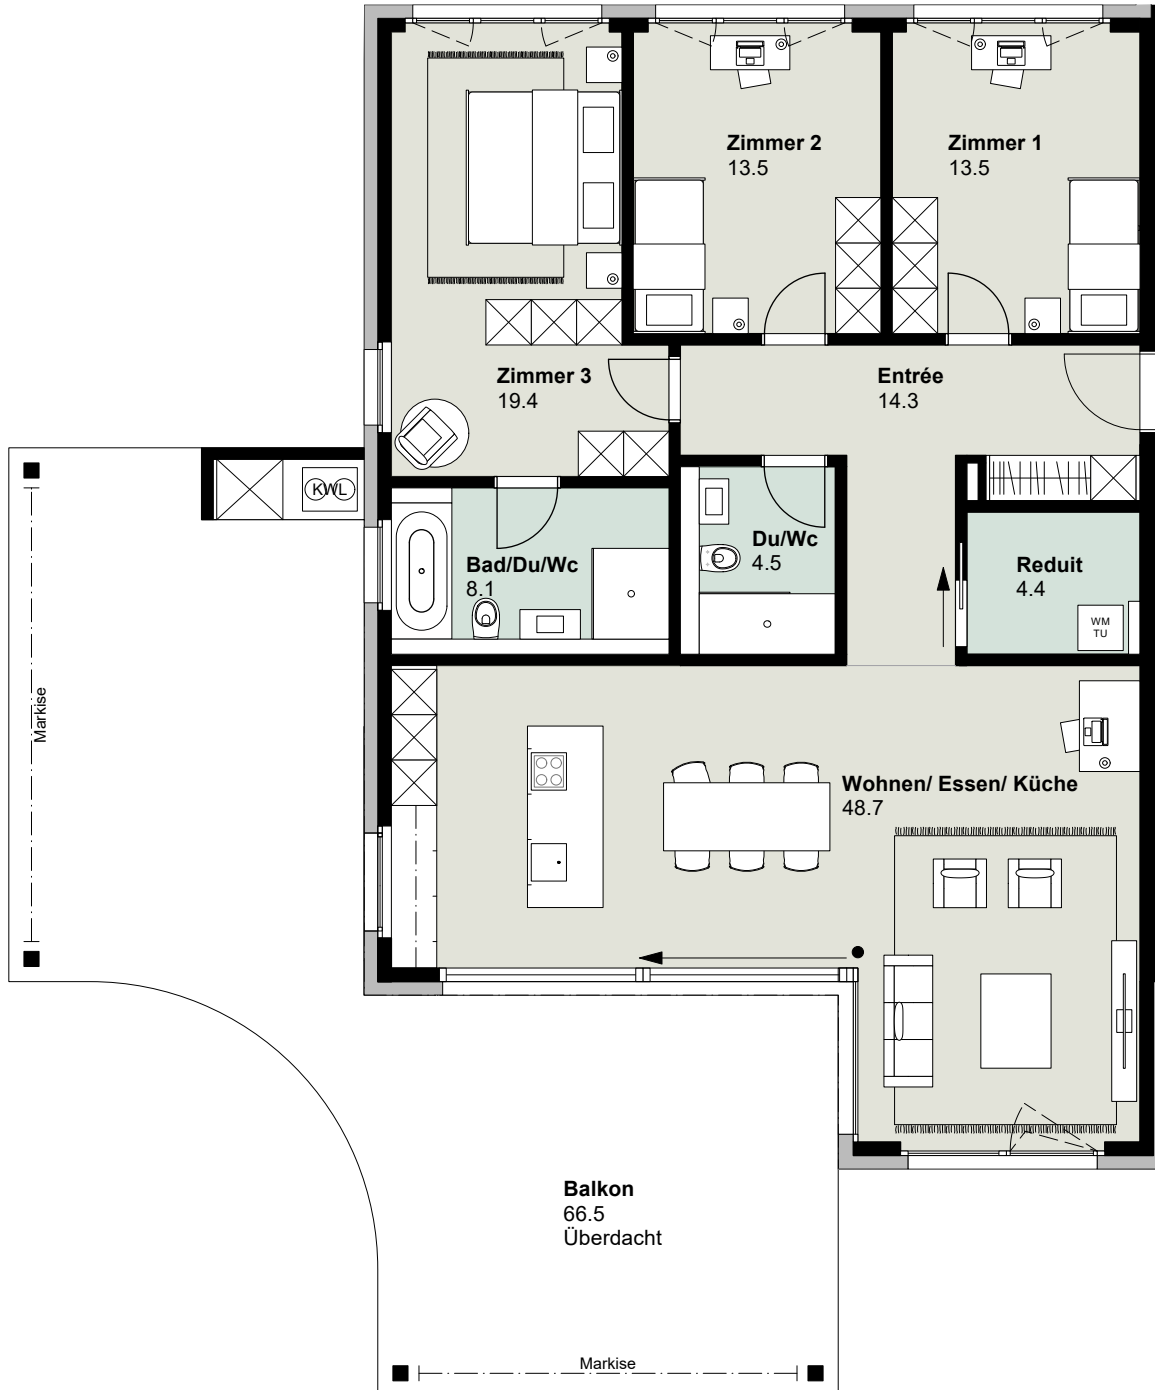 Zimmer 2
13.5
Zimmer 1
13.5
Zimmer 3
19.4
Entrée
14.3
KWL
Bad/Du/Wc
8.1
Du/Wc
4.5
Reduit
4.4
WM
TU
Markise
Wohnen/ Essen/ Küche
48.7
Balkon
66.5
Überdacht
Markise